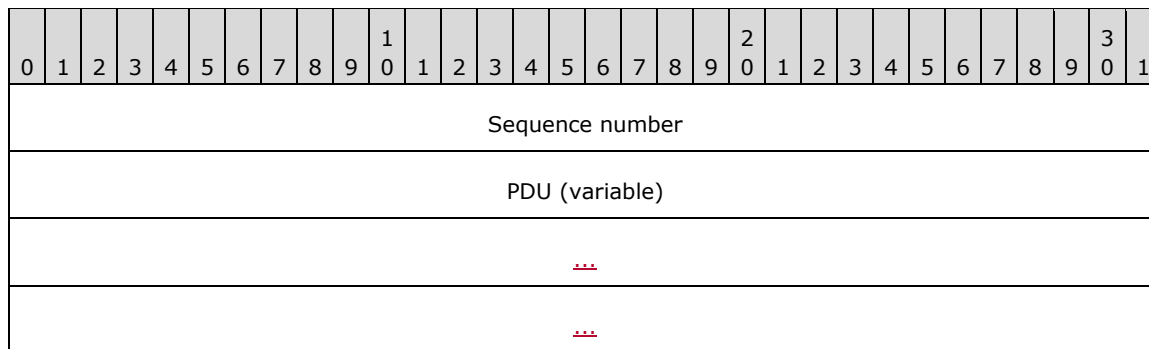 1 2 3
0 1 2 3 4 5 6 7 8 9 0 1 2 3 4 5 6 7 8 9 0 1 2 3 4 5 6 7 8 9 0 1
Sequence number
PDU (variable)
...
...